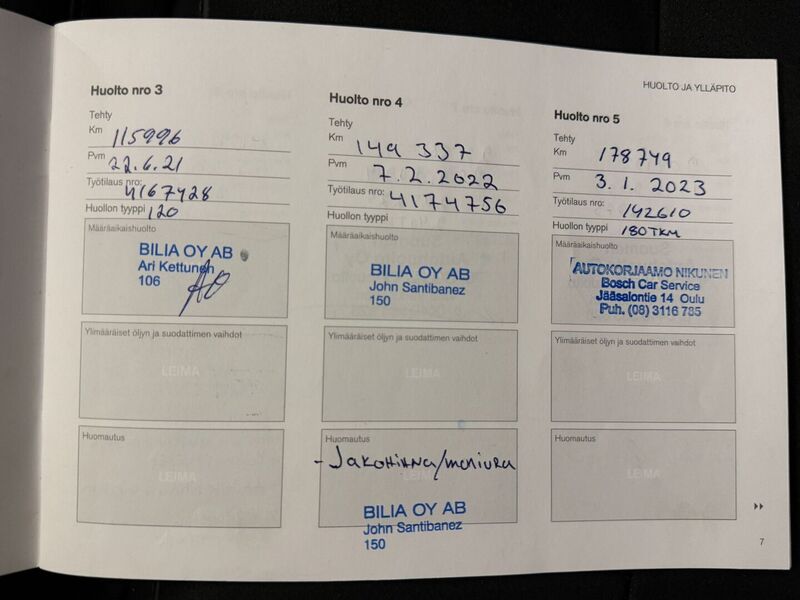 HUOLTO JA YLLÄPITO
Huolto nro 3
Tehty
Km 115996
Pvm 22.6.21
Työtilaus nro: 4167428
Huollon tyyppi 120
Määräaikaishuolto
BILIA OY AB
Ari Kettunen
106
Ylimääräiset öljyn ja suodattimen vaihdot
LEIMA
Huomautus
LEIMA
Huolto nro 4
Tehty
Km 149 337
Pvm 7.2.2022
Työtilaus nro: 4174756
Huollon tyyppi
Määräaikaishuolto
BILIA OY AB
John Santibanez
150
Ylimääräiset öljyn ja suodattimen vaihdot
LEIMA
Huomautus
- Jakohihna/moniura
LEIMA
BILIA OY AB
John Santibanez
150
Huolto nro 5
Tehty
Km 178749
Pvm 3.1.2023
Työtilaus nro: 142610
Huollon tyyppi 180TKM
Määräaikaishuolto
AUTOKORJAAMO NIKUNEN
Bosch Car Service
Jääsalontie 14 Oulu
Puh. (08) 3116 785
Ylimääräiset öljyn ja suodattimen vaihdot
LEIMA
Huomautus
LEIMA
7